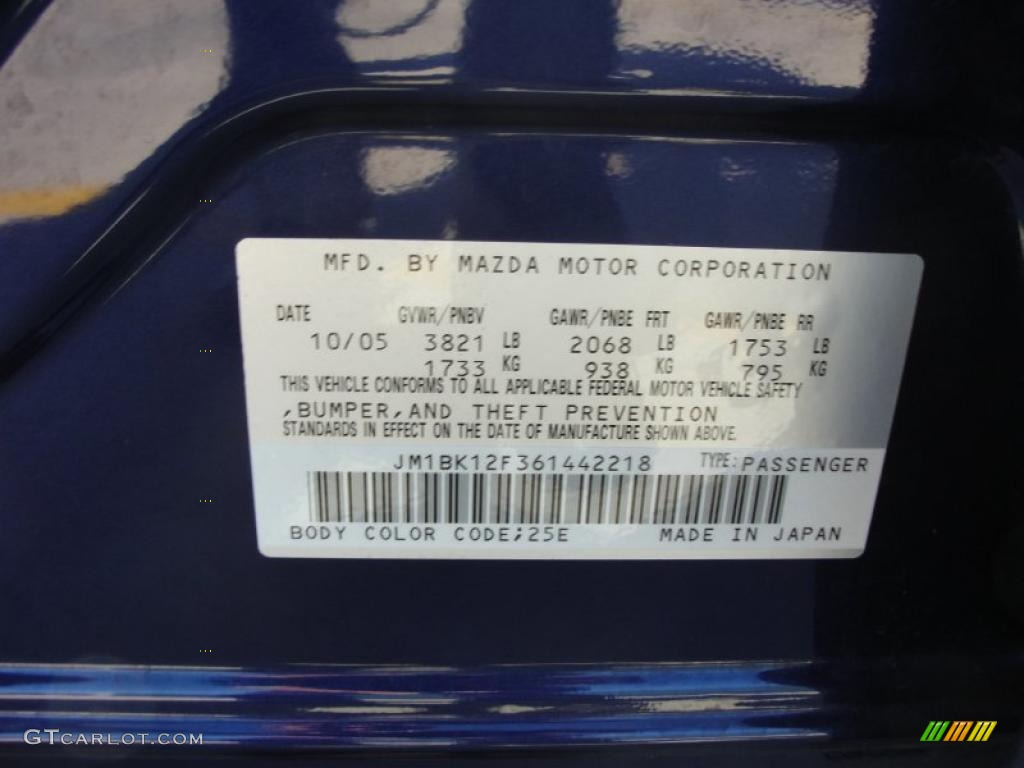 MFD. BY MAZDA MOTOR CORPORATION
DATE GVWR/PNBV GAWR/PNBE FRT GAWR/PNBE RR
10/05 3821 LB 2068 LB 1753 LB
1733 KG 938 KG 795 KG
THIS VEHICLE CONFORMS TO ALL APPLICABLE FEDERAL MOTOR VEHICLE SAFETY
,BUMPER,AND THEFT PREVENTION
STANDARDS IN EFFECT ON THE DATE OF MANUFACTURE SHOWN ABOVE.
JM1BK12F361442218 TYPE:PASSENGER
BODY COLOR CODE;25E MADE IN JAPAN
GTCARLOT.COM